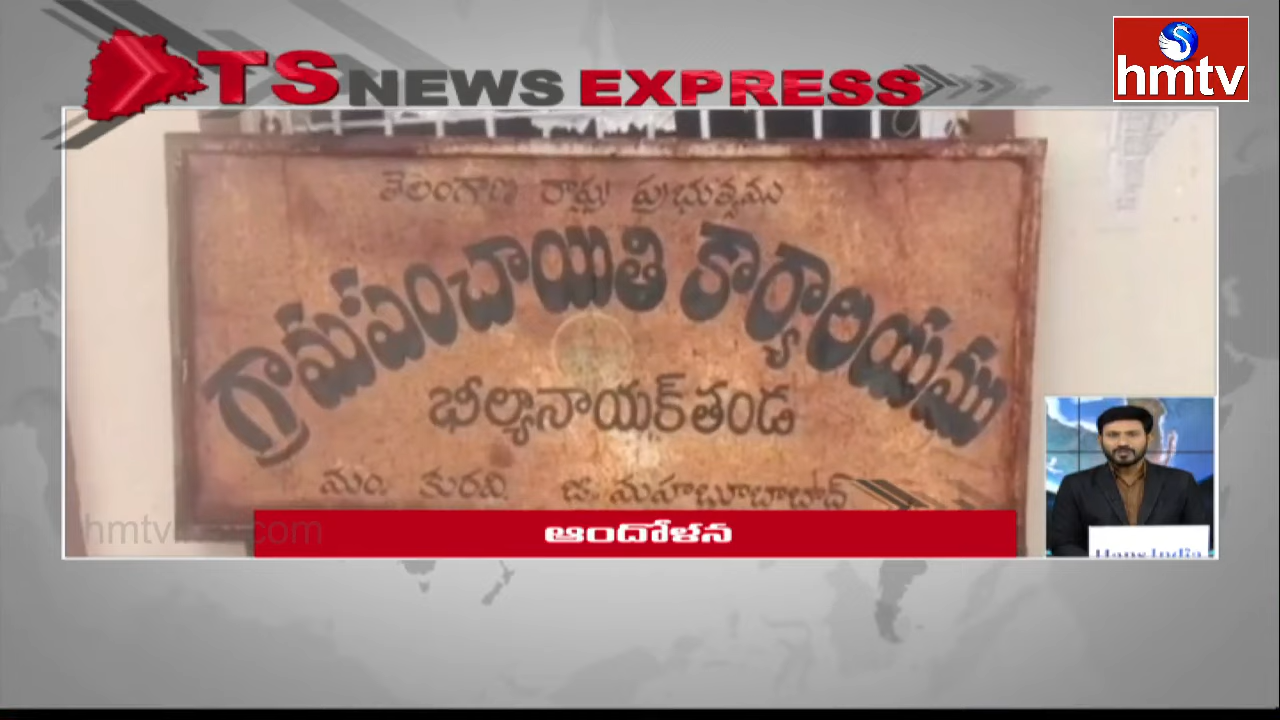 TS NEWS EXPRESS
hmtv
తెలంగాణ రాష్ట్ర ప్రభుత్వము
గ్రామపంచాయితి కార్యాలయము
భీల్యానాయక్ తండ
మం. కురవి. జి. మహబూబాబాద్
ఆందోళన